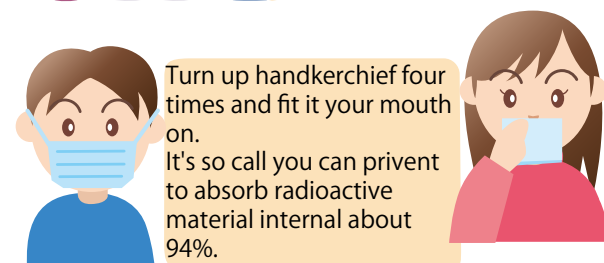 Turn up handkerchief four
times and fit it your mouth
on.
It's so call you can privent
to absorb radioactive
material internal about
94%.